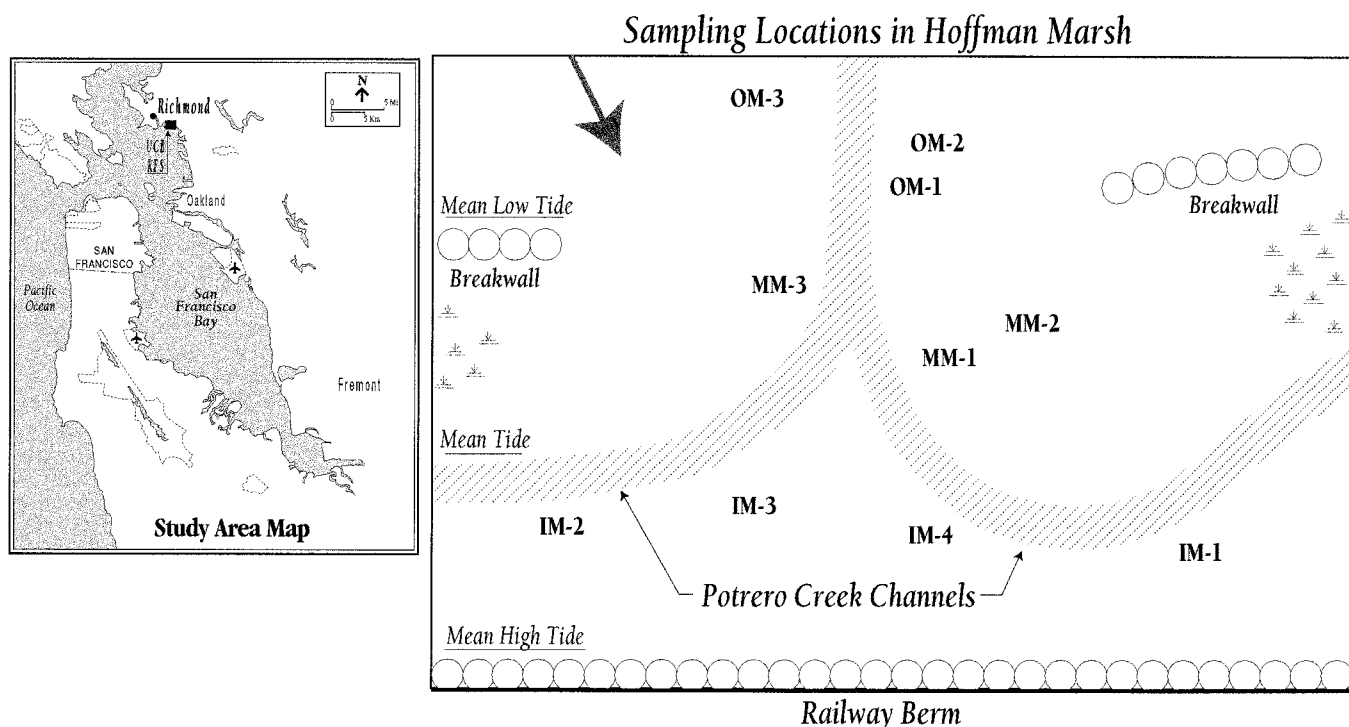 Sampling Locations in Hoffman Marsh
N
0 5 Mi
0 5 Km
Richmond
UCB
RFS
Oakland
SAN
FRANCISCO
Pacific
Ocean
San
Francisco
Bay
Fremont
Study Area Map
OM-3
OM-2
OM-1
Mean Low Tide
Breakwall
Breakwall
MM-3
MM-2
MM-1
Mean Tide
IM-3
IM-2
IM-4
IM-1
Potrero Creek Channels
Mean High Tide
Railway Berm